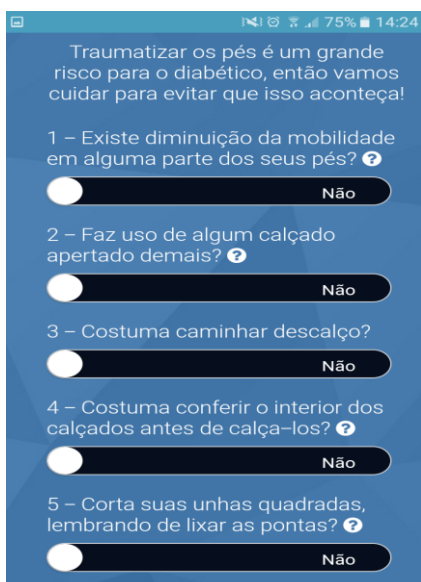 75% 14:24
Traumatizar os pés é um grande
risco para o diabético, então vamos
cuidar para evitar que isso aconteça!
1 – Existe diminuição da mobilidade
em alguma parte dos seus pés? ?
Não
2 – Faz uso de algum calçado
apertado demais? ?
Não
3 – Costuma caminhar descalço?
Não
4 – Costuma conferir o interior dos
calçados antes de calça–los? ?
Não
5 – Corta suas unhas quadradas,
lembrando de lixar as pontas? ?
Não